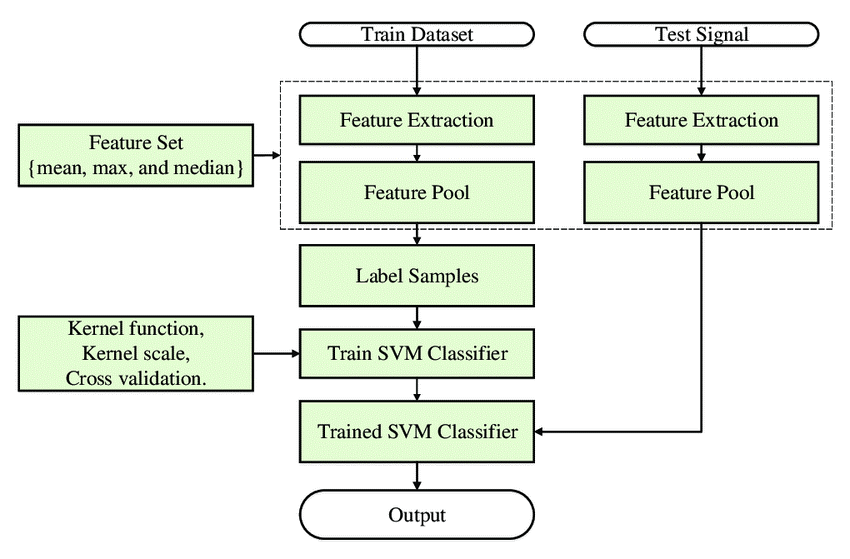 Train Dataset
Test Signal
Feature Extraction
Feature Extraction
Feature Set
{mean, max, and median}
Feature Pool
Feature Pool
Label Samples
Kernel function,
Kernel scale,
Cross validation.
Train SVM Classifier
Trained SVM Classifier
Output